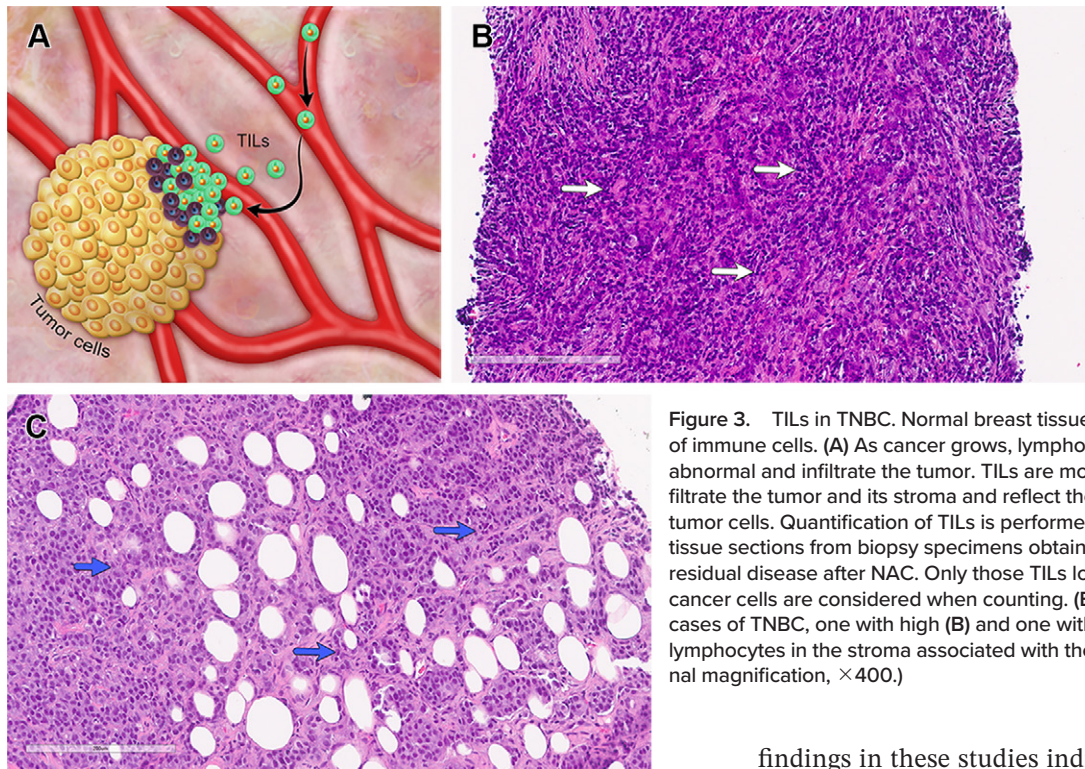 A
TILs
Tumor cells
B
C
Figure 3. TILs in TNBC. Normal breast tissue
of immune cells. (A) As cancer grows, lympho
abnormal and infiltrate the tumor. TILs are mo
filtrate the tumor and its stroma and reflect the
tumor cells. Quantification of TILs is performe
tissue sections from biopsy specimens obtain
residual disease after NAC. Only those TILs lo
cancer cells are considered when counting. (B
cases of TNBC, one with high (B) and one with
lymphocytes in the stroma associated with the
nal magnification, ×400.)
findings in these studies ind